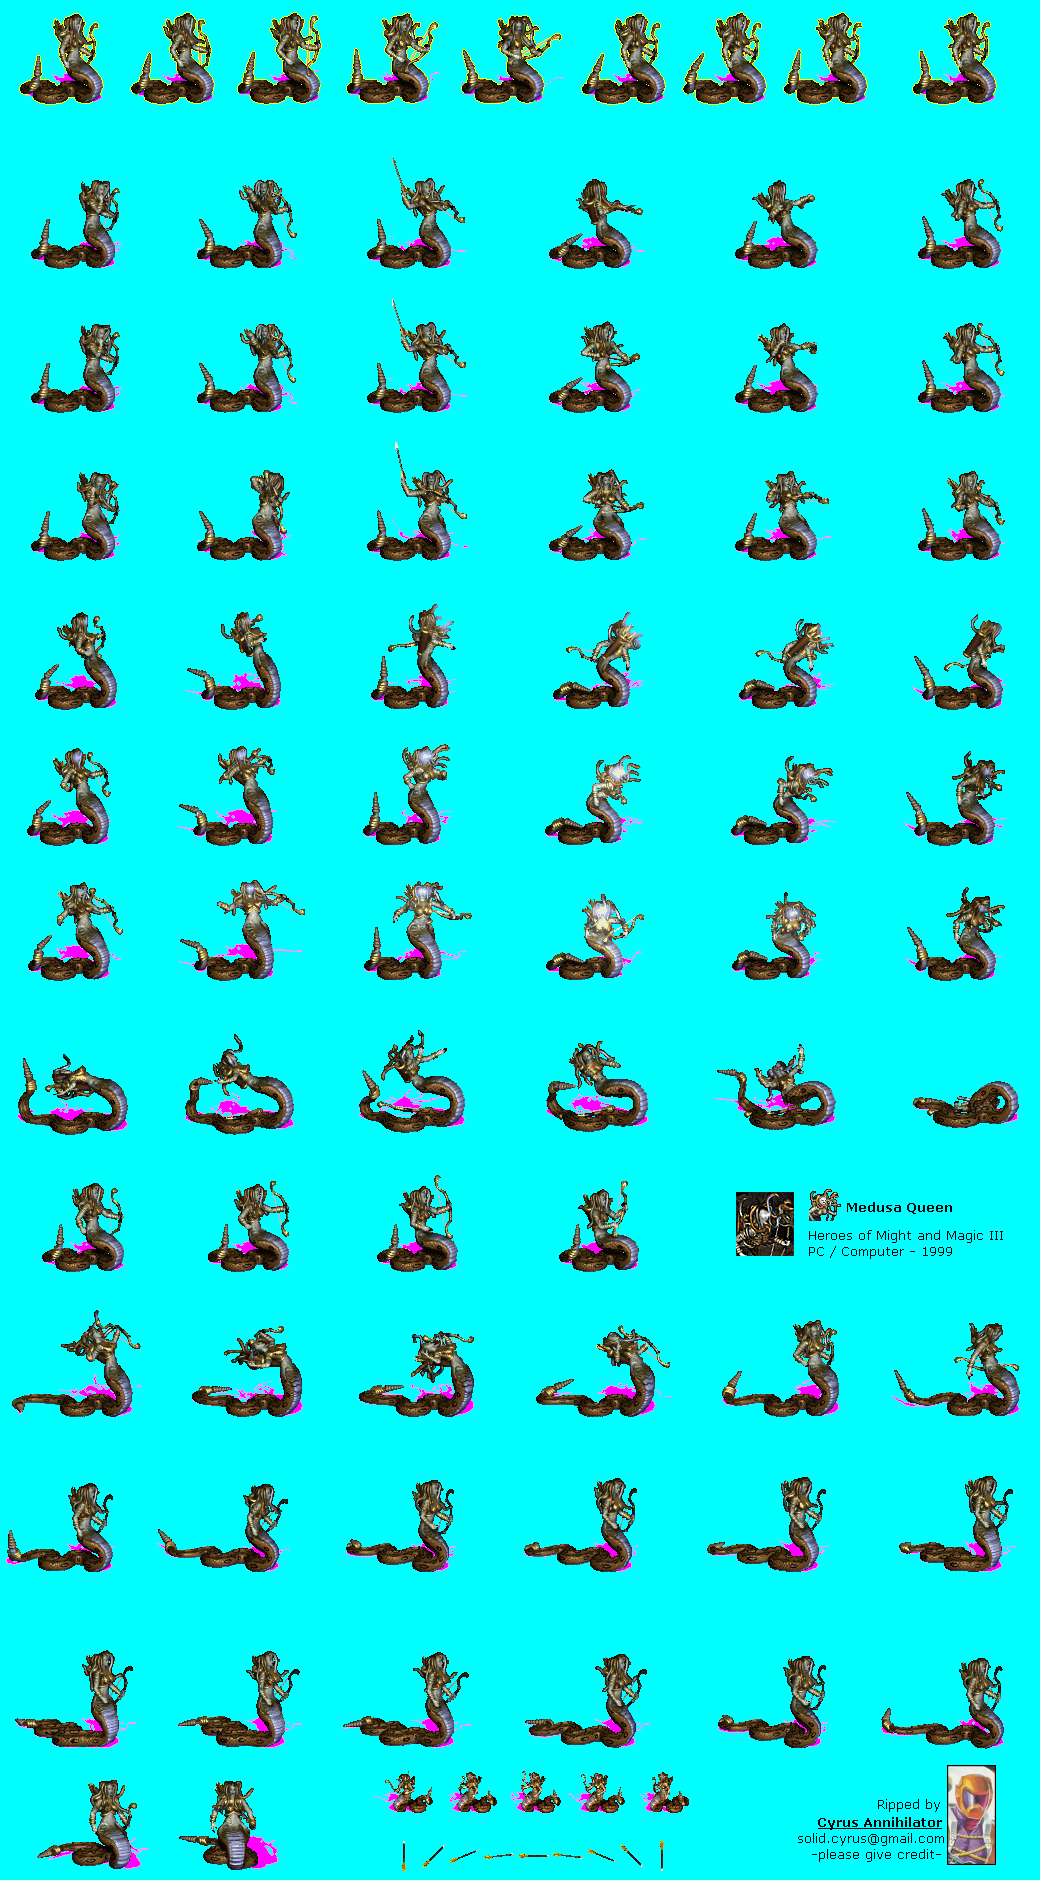 Medusa Queen
Heroes of Might and Magic III
PC / Computer - 1999
Ripped by
Cyrus Annihilator
solid.cyrus@gmail.com
-please give credit-